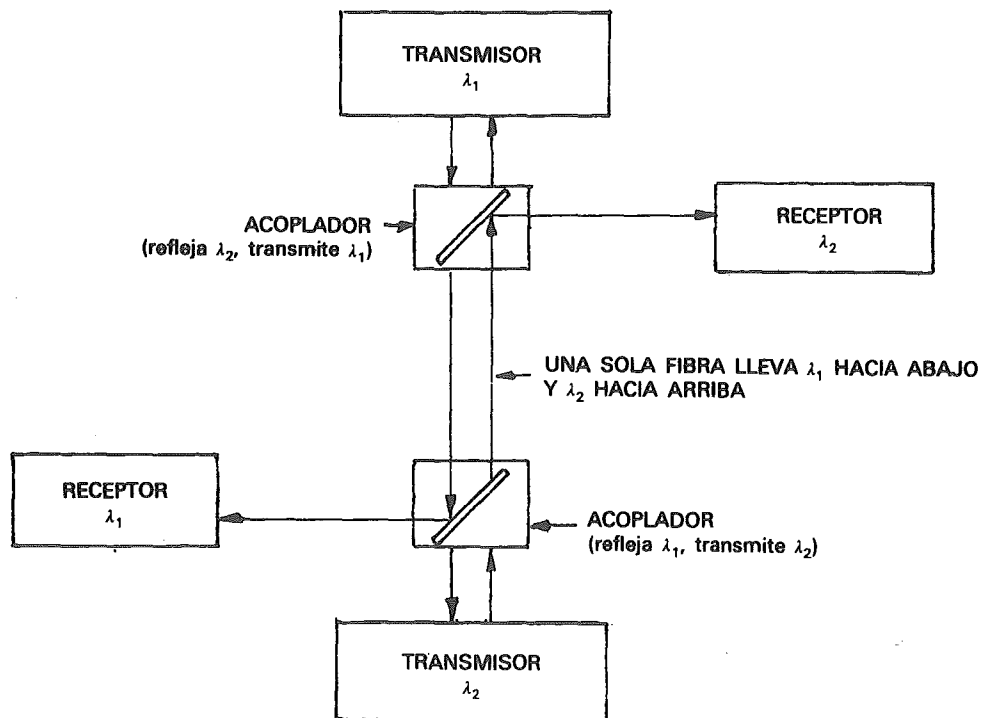 TRANSMISOR
λ₁
ACOPLADOR
(refleja λ₂, transmite λ₁)
RECEPTOR
λ₂
UNA SOLA FIBRA LLEVA λ₁ HACIA ABAJO
Y λ₂ HACIA ARRIBA
RECEPTOR
λ₁
ACOPLADOR
(refleja λ₁, transmite λ₂)
TRANSMISOR
λ₂